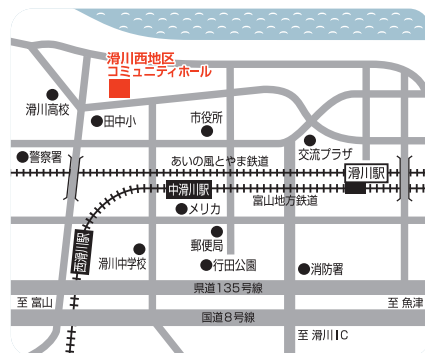 滑川西地区
コミュニティホール
滑川高校
田中小
市役所
警察署
交流プラザ
あいの風とやま鉄道
滑川駅
中滑川駅
富山地方鉄道
メリカ
西滑川駅
郵便局
滑川中学校
行田公園
消防署
県道135号線
至 富山
至 魚津
国道8号線
至 滑川IC